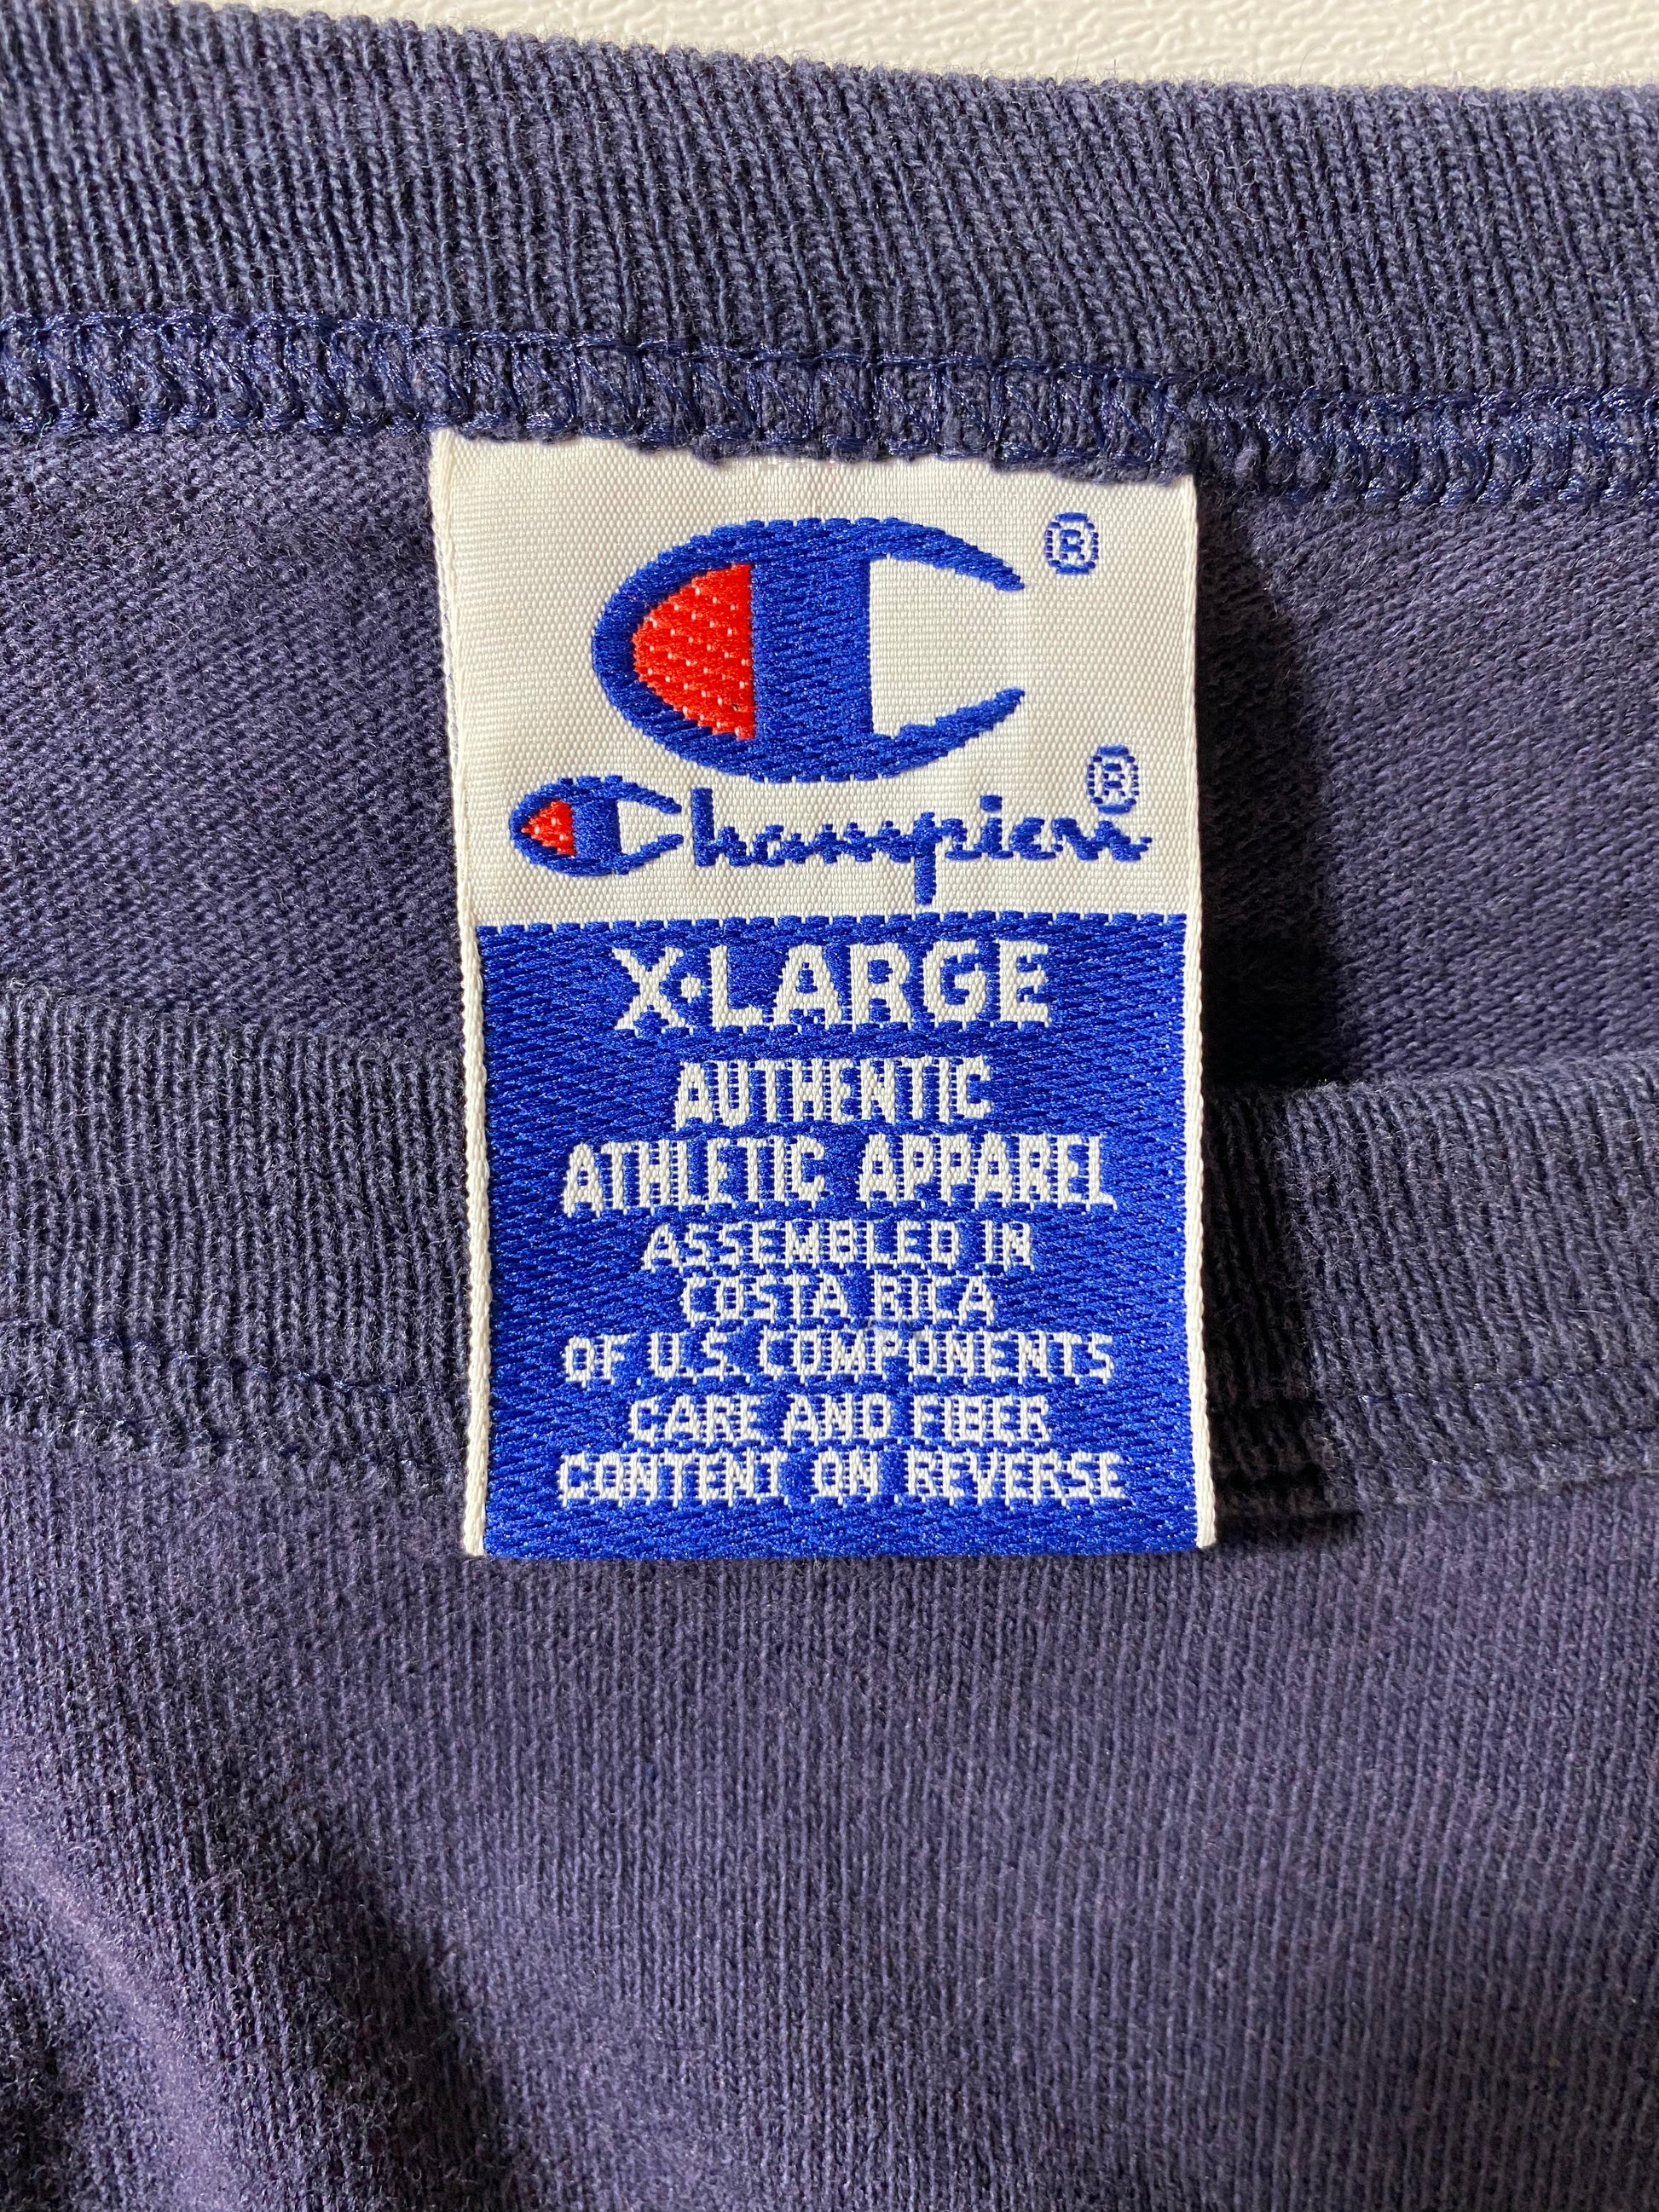 ®
Champion®
X·LARGE
AUTHENTIC
ATHLETIC APPAREL
ASSEMBLED IN
COSTA RICA
OF U.S. COMPONENTS
CARE AND FIBER
CONTENT ON REVERSE